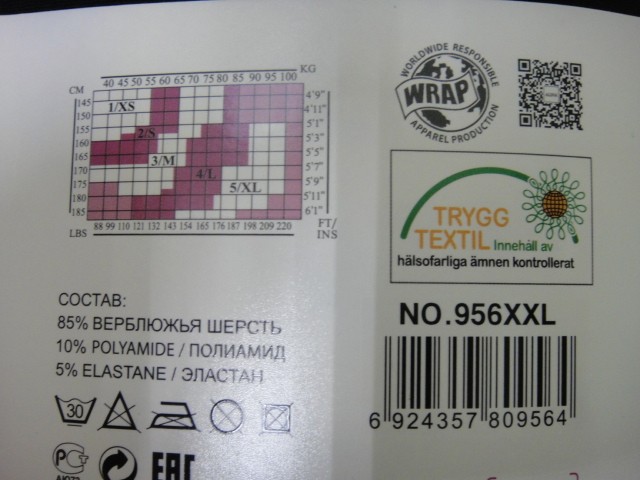 KG
40 45 50 55 60 65 70 75 80 85 90 95 100
CM
145
150
155
160
165
170
175
180
185
1/XS
2/S
3/M
4/L
5/XL
4'9"
4'11"
5'1"
5'3"
5'5"
5'7"
5'9"
5'11"
6'1"
LBS
88 99 110 121 132 143 154 165 176 187 198 209 220
FT/
INS
WORLDWIDE RESPONSIBLE
WRAP
APPAREL PRODUCTION
TRYGG
TEXTIL Innehåll av
hälsofarliga ämnen kontrollerat
NO.956XXL
6 924357 809564
СОСТАВ:
85% ВЕРБЛЮЖЬЯ ШЕРСТЬ
10% POLYAMIDE / ПОЛИАМИД
5% ELASTANE / ЭЛАСТАН
30
EAC